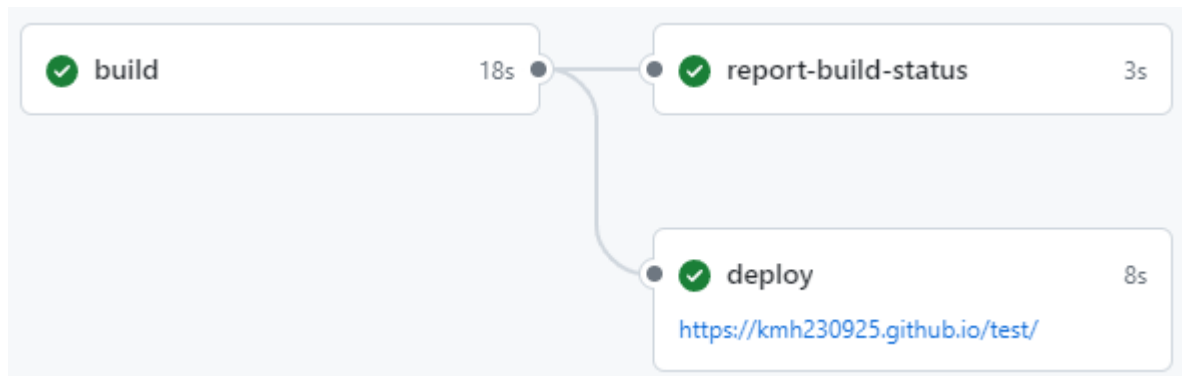 build 18s
report-build-status 3s
deploy 8s
https://kmh230925.github.io/test/